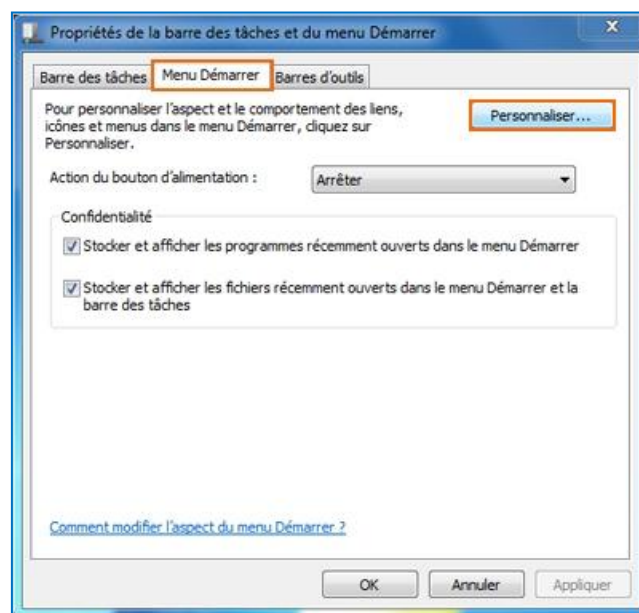 Propriétés de la barre des tâches et du menu Démarrer
Barre des tâches Menu Démarrer Barres d'outils
Pour personnaliser l'aspect et le comportement des liens,
icônes et menus dans le menu Démarrer, cliquez sur
Personnaliser.
Personnaliser...
Action du bouton d'alimentation : Arrêter
Confidentialité
Stocker et afficher les programmes récemment ouverts dans le menu Démarrer
Stocker et afficher les fichiers récemment ouverts dans le menu Démarrer et la
barre des tâches
Comment modifier l'aspect du menu Démarrer ?
OK Annuler Appliquer